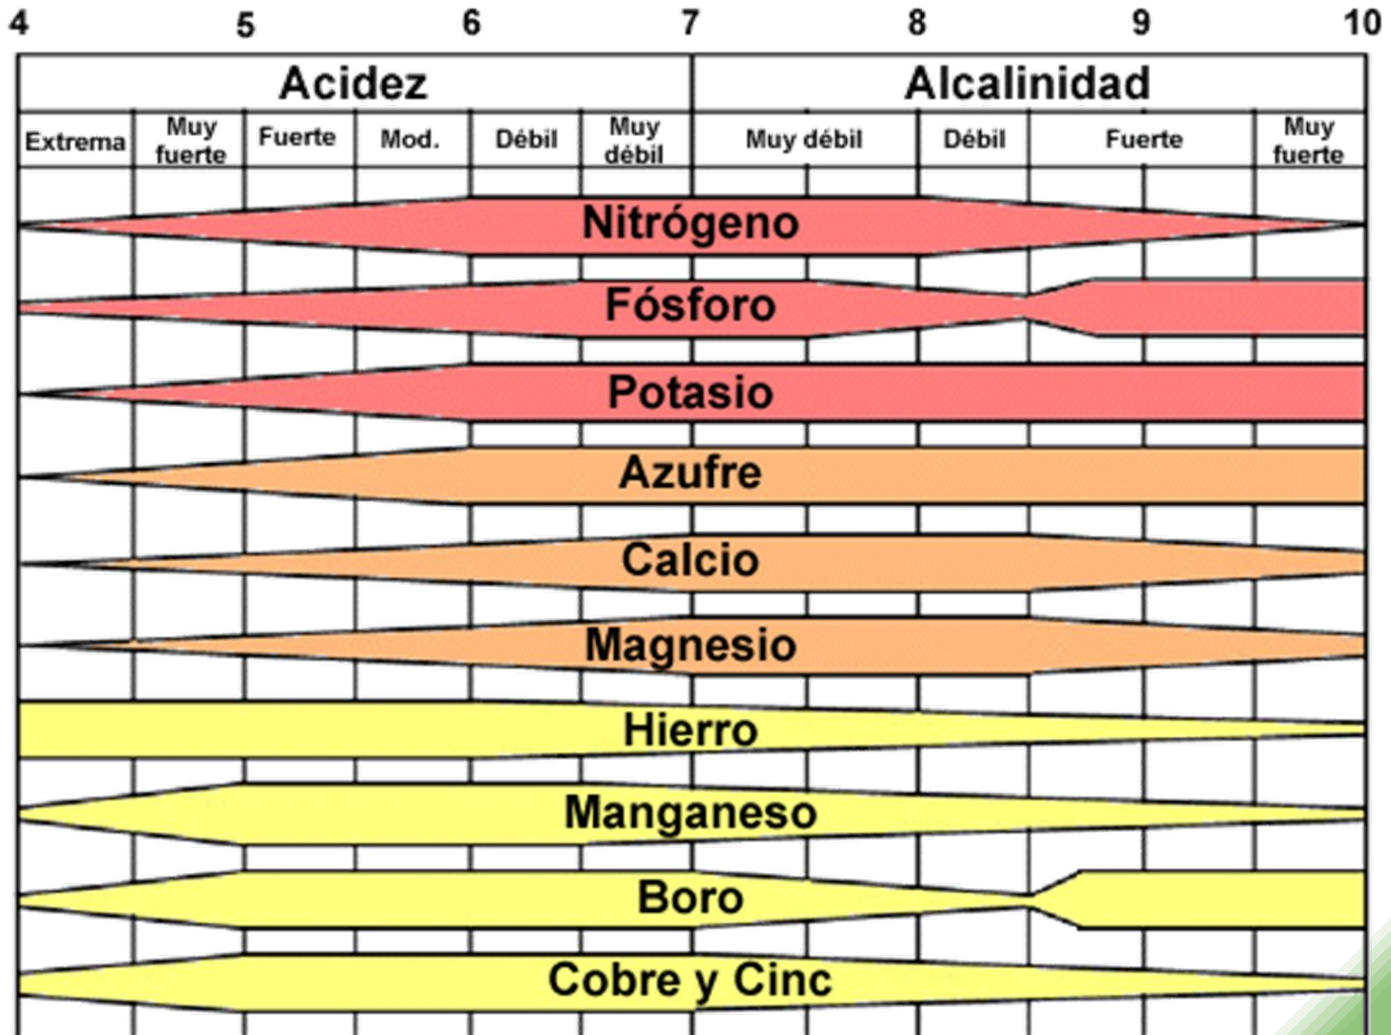 4 5 6 7 8 9 10
Acidez Alcalinidad
Extrema
Muy
fuerte
Fuerte
Mod.
Débil
Muy
débil
Muy débil
Débil
Fuerte
Muy
fuerte
Nitrógeno
Fósforo
Potasio
Azufre
Calcio
Magnesio
Hierro
Manganeso
Boro
Cobre y Cinc